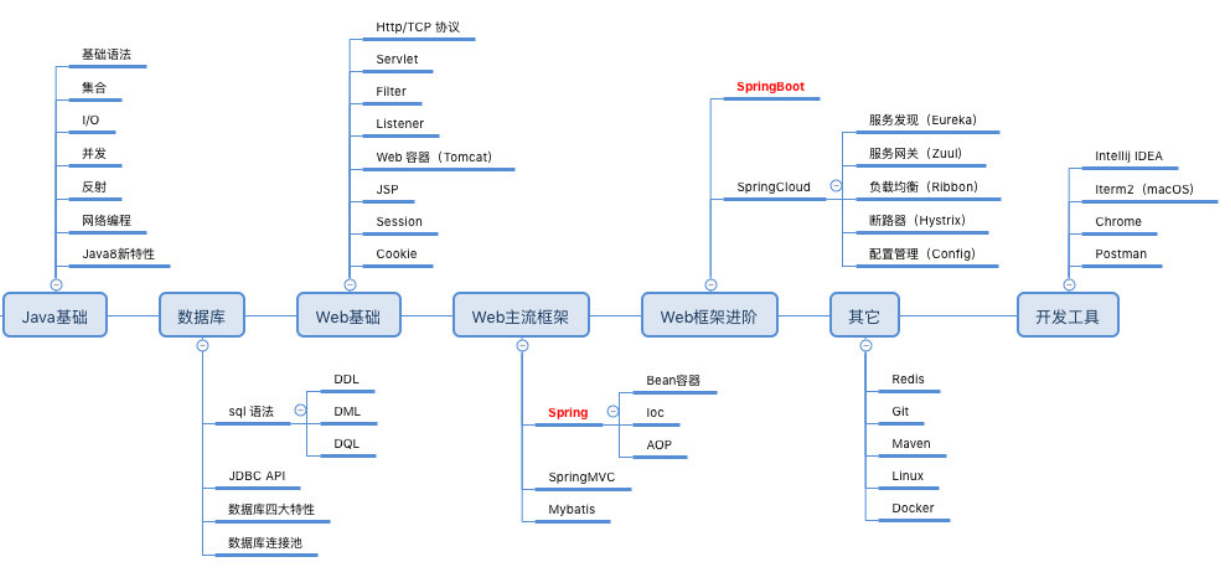 Java基础
基础语法
集合
I/O
并发
反射
网络编程
Java8新特性
数据库
sql 语法
DDL
DML
DQL
JDBC API
数据库四大特性
数据库连接池
Web基础
Http/TCP 协议
Servlet
Filter
Listener
Web 容器（Tomcat）
JSP
Session
Cookie
Web主流框架
Spring
Bean容器
Ioc
AOP
SpringMVC
Mybatis
Web框架进阶
SpringBoot
SpringCloud
服务发现（Eureka）
服务网关（Zuul）
负载均衡（Ribbon）
断路器（Hystrix）
配置管理（Config）
其它
Redis
Git
Maven
Linux
Docker
开发工具
Intellij IDEA
Iterm2（macOS）
Chrome
Postman